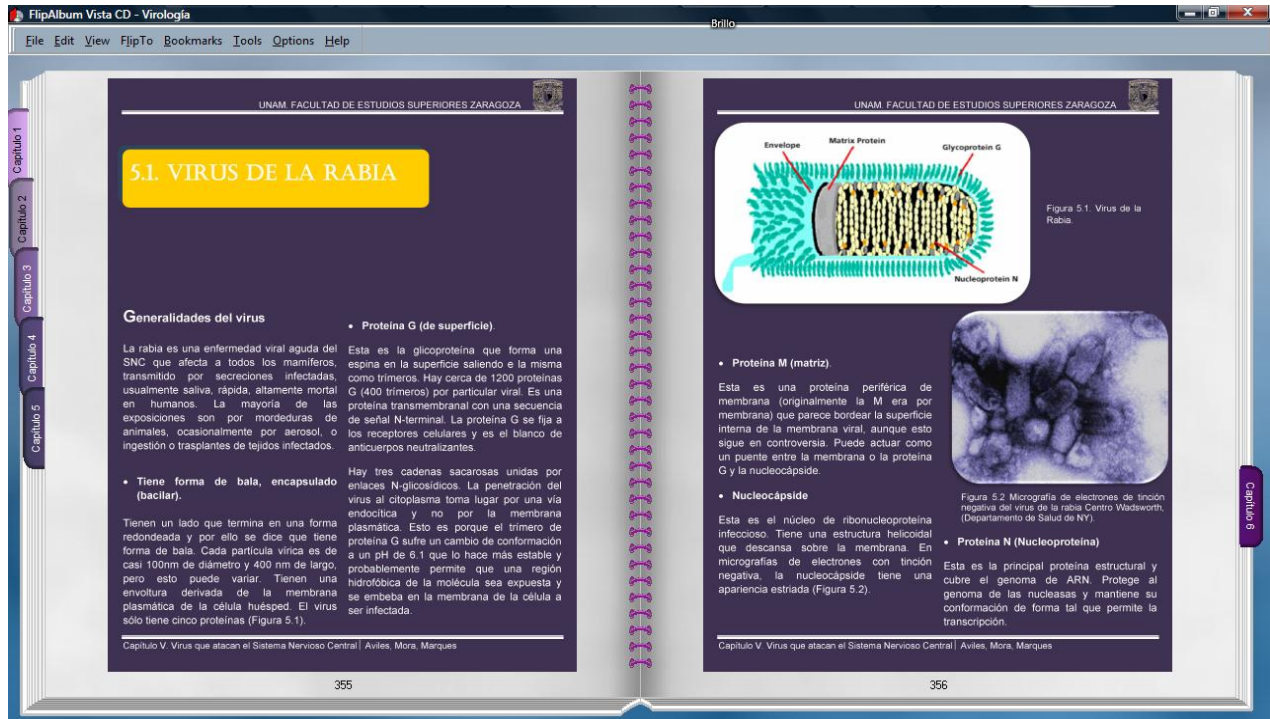 FlipAlbum Vista CD - Virología
Brillo
File Edit View FlipTo Bookmarks Tools Options Help
Capítulo 1
Capítulo 2
Capítulo 3
Capítulo 4
Capítulo 5
UNAM. FACULTAD DE ESTUDIOS SUPERIORES ZARAGOZA
5.1. VIRUS DE LA RABIA
Generalidades del virus
La rabia es una enfermedad viral aguda del
SNC que afecta a todos los mamíferos,
transmitido por secreciones infectadas,
usualmente saliva, rápida, altamente mortal
en humanos. La mayoría de las
exposiciones son por mordeduras de
animales, ocasionalmente por aerosol, o
ingestión o trasplantes de tejidos infectados.
• Tiene forma de bala, encapsulado
(bacilar).
Tienen un lado que termina en una forma
redondeada y por ello se dice que tiene
forma de bala. Cada partícula vírica es de
casi 100nm de diámetro y 400 nm de largo,
pero esto puede variar. Tienen una
envoltura derivada de la membrana
plasmática de la célula huésped. El virus
sólo tiene cinco proteínas (Figura 5.1).
• Proteína G (de superficie).
Esta es la glicoproteína que forma una
espina en la superficie saliendo e la misma
como trímeros. Hay cerca de 1200 proteínas
G (400 trímeros) por particular viral. Es una
proteína transmembranal con una secuencia
de señal N-terminal. La proteína G se fija a
los receptores celulares y es el blanco de
anticuerpos neutralizantes.
Hay tres cadenas sacarosas unidas por
enlaces N-glicosídicos. La penetración del
virus al citoplasma toma lugar por una vía
endocítica y no por la membrana
plasmática. Esto es porque el trímero de
proteína G sufre un cambio de conformación
a un pH de 6.1 que lo hace más estable y
probablemente permite que una región
hidrofóbica de la molécula sea expuesta y
se embeba en la membrana de la célula a
ser infectada.
Capítulo V. Virus que atacan el Sistema Nervioso Central| Aviles, Mora, Marques
355
UNAM. FACULTAD DE ESTUDIOS SUPERIORES ZARAGOZA
Envelope
Matrix Protein
Glycoprotein G
Nucleoprotein N
Figura 5.1. Virus de la
Rabia.
• Proteína M (matriz).
Esta es una proteína periférica de
membrana (originalmente la M era por
membrana) que parece bordear la superficie
interna de la membrana viral, aunque esto
sigue en controversia. Puede actuar como
un puente entre la membrana o la proteína
G y la nucleocápside.
• Nucleocápside
Esta es el núcleo de ribonucleoproteína
infeccioso. Tiene una estructura helicoidal
que descansa sobre la membrana. En
micrografías de electrones con tinción
negativa, la nucleocápside tiene una
apariencia estriada (Figura 5.2).
Figura 5.2 Micrografía de electrones de tinción
negativa del virus de la rabia Centro Wadsworth,
(Departamento de Salud de NY).
• Proteína N (Nucleoproteína)
Esta es la principal proteína estructural y
cubre el genoma de ARN. Protege al
genoma de las nucleasas y mantiene su
conformación de forma tal que permite la
transcripción.
Capítulo V. Virus que atacan el Sistema Nervioso Central| Aviles, Mora, Marques
356
Capítulo 6